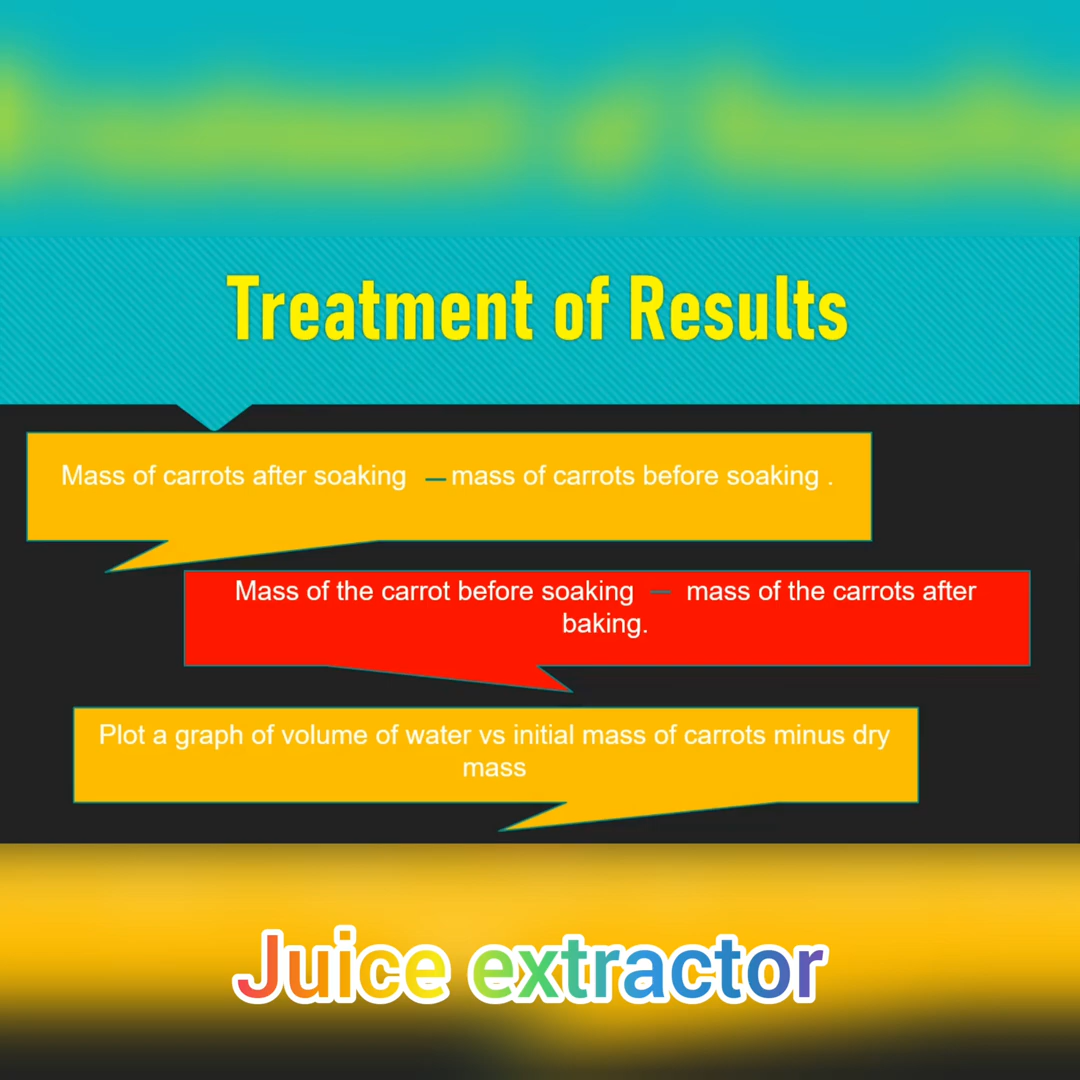 Treatment of Results
Mass of carrots after soaking — mass of carrots before soaking .
Mass of the carrot before soaking — mass of the carrots after
baking.
Plot a graph of volume of water vs initial mass of carrots minus dry
mass
Juice extractor